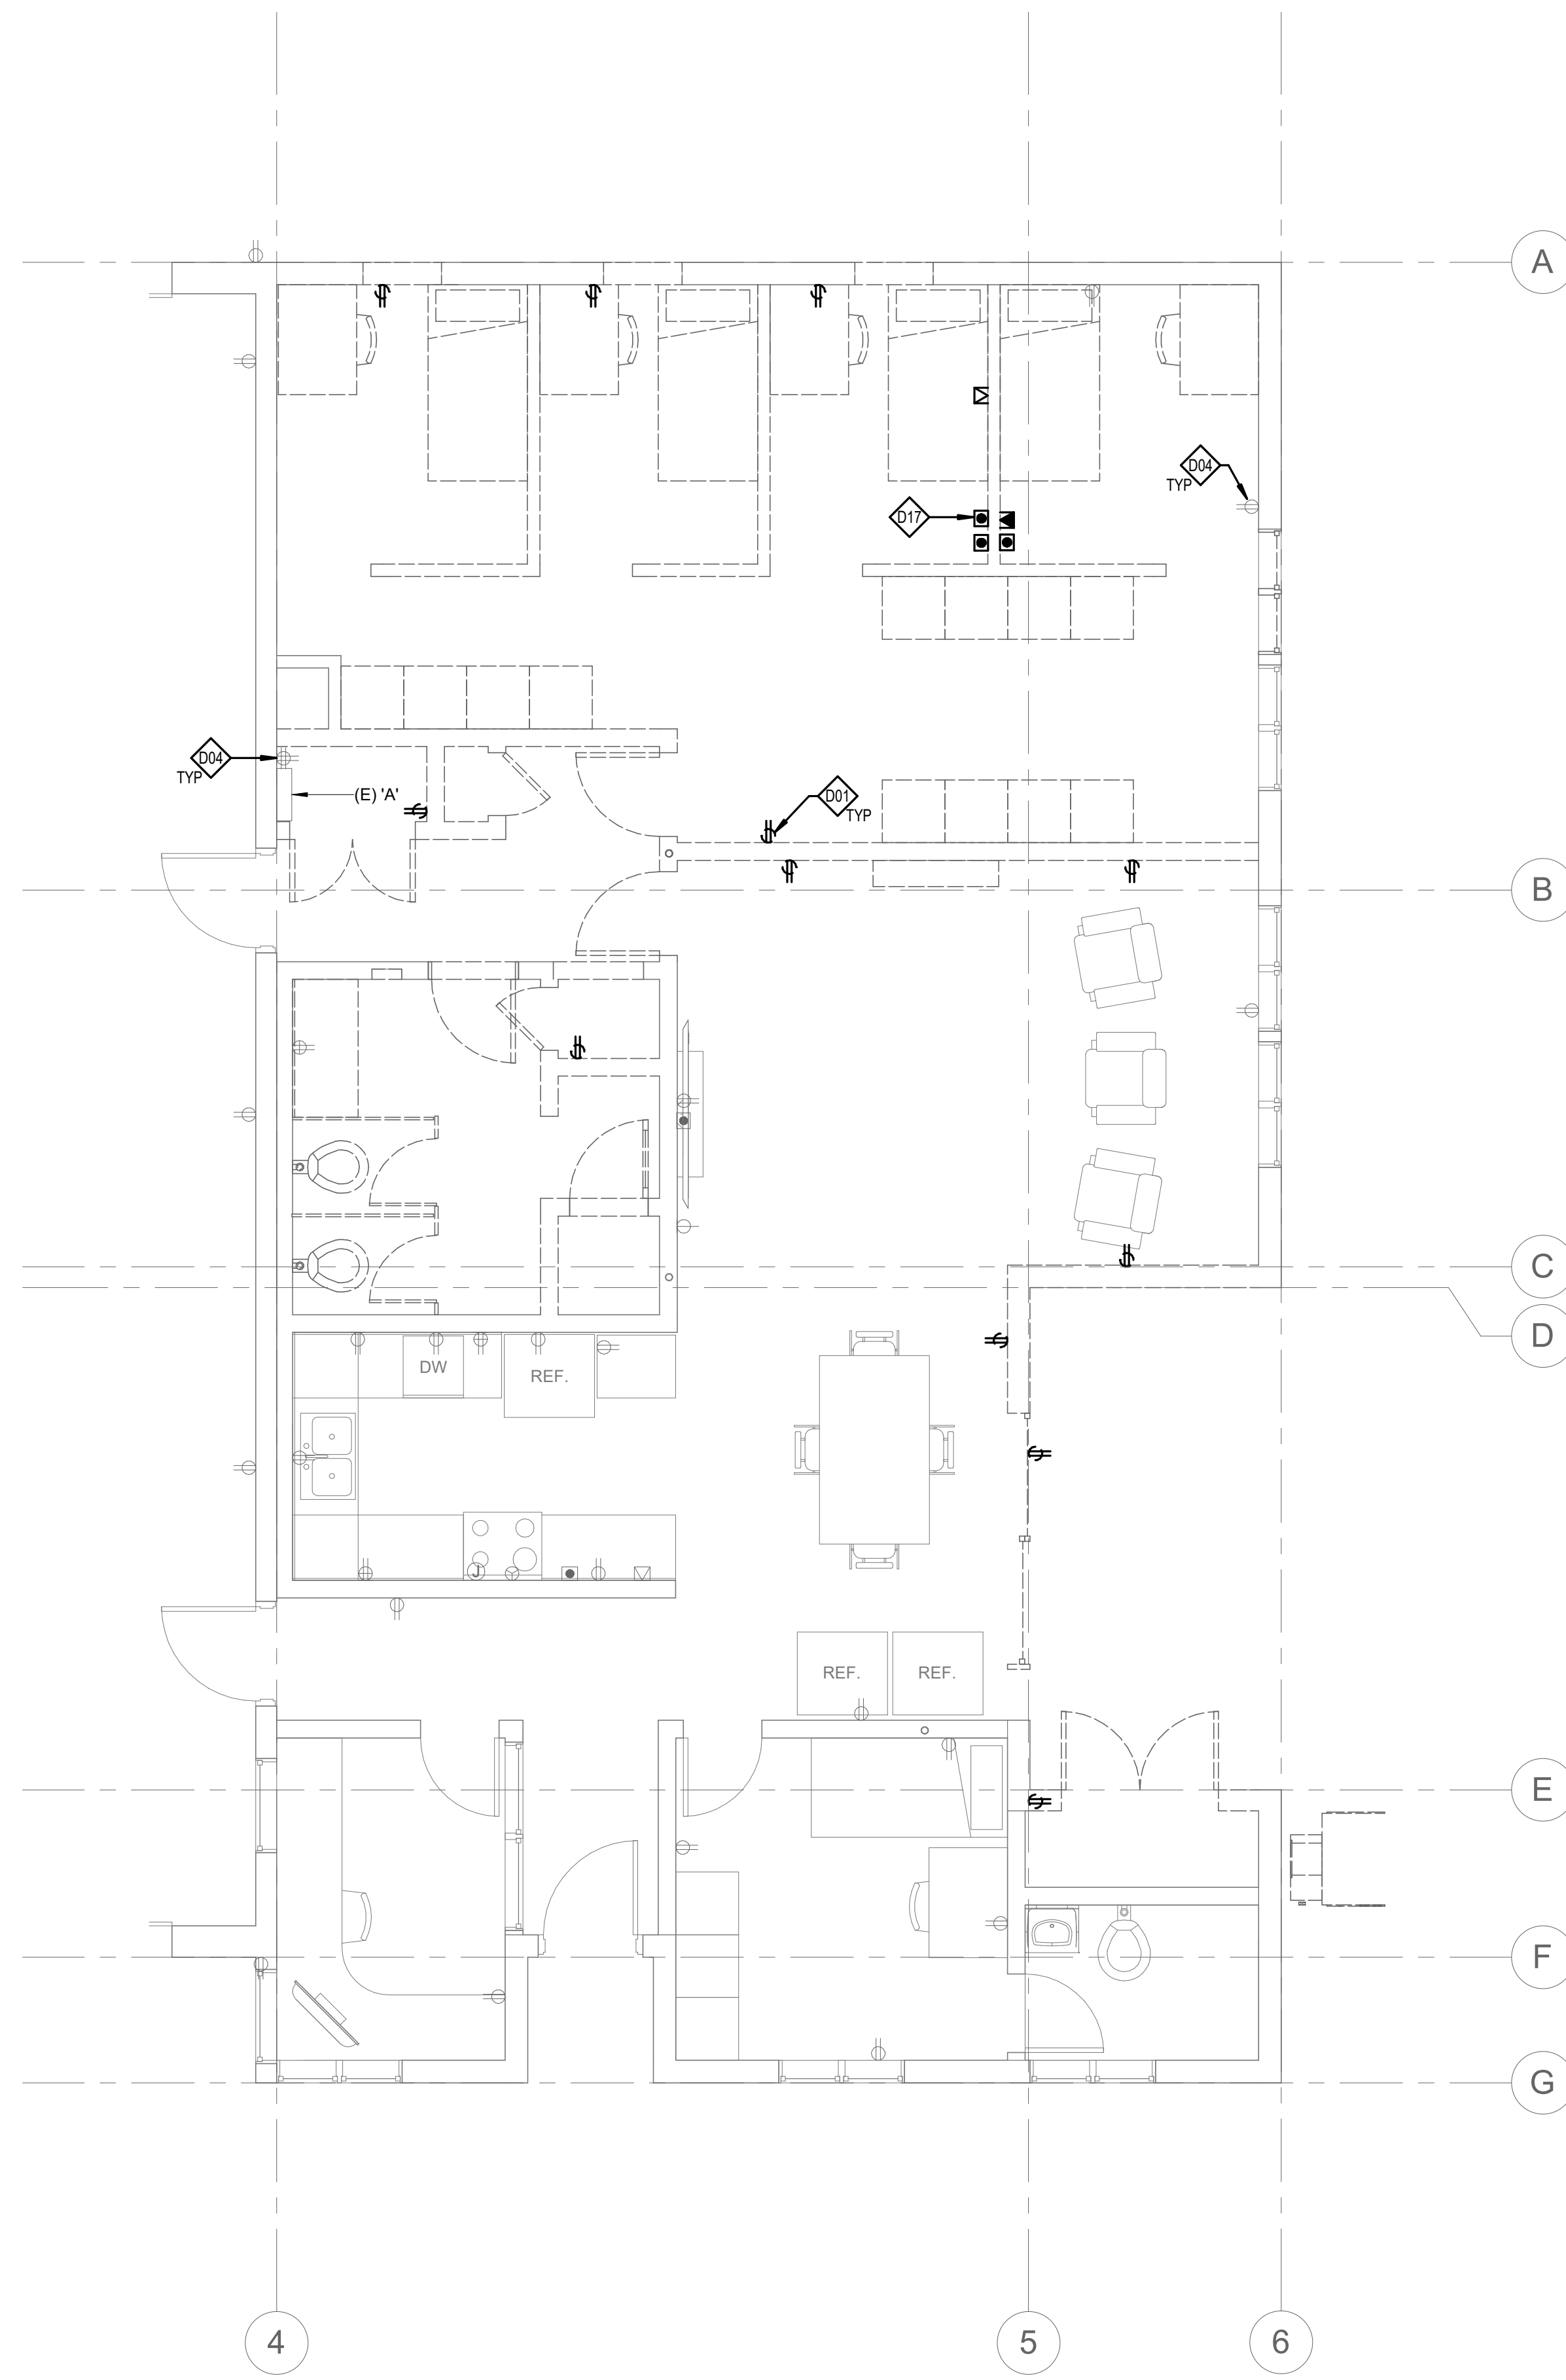 A
D04
TYP
D17
D04
TYP
(E) 'A'
D01
TYP
B
C
D
DW
REF.
J
REF.
REF.
E
F
G
4
5
6